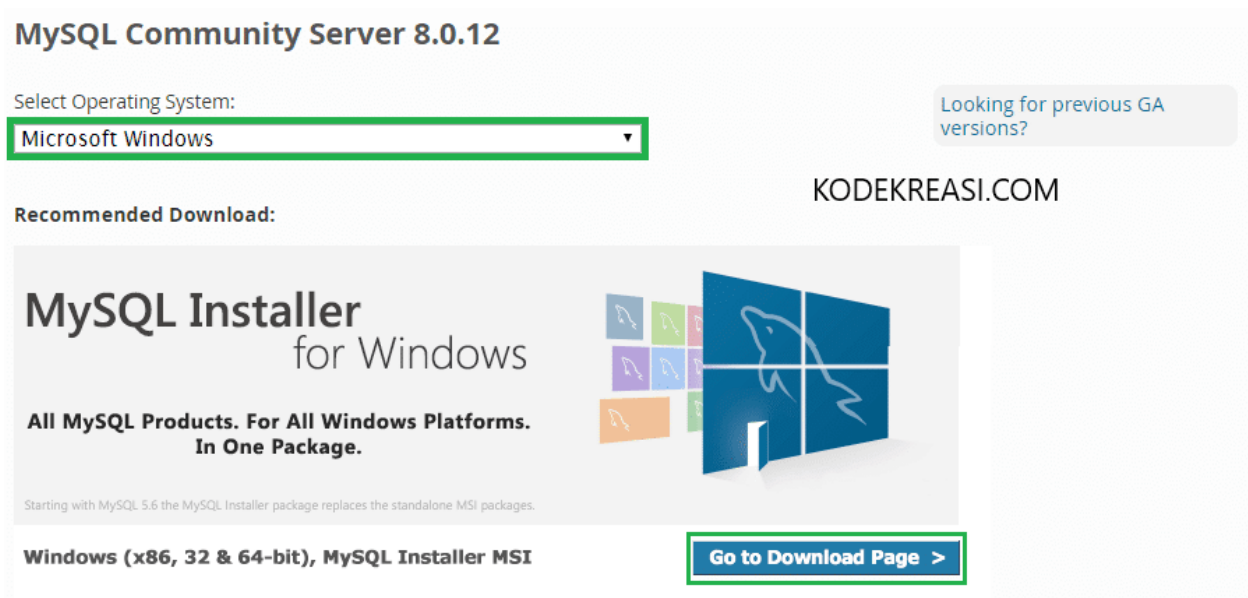 MySQL Community Server 8.0.12
Select Operating System:
Microsoft Windows
Looking for previous GA
versions?
KODEKREASI.COM
Recommended Download:
MySQL Installer
for Windows
All MySQL Products. For All Windows Platforms.
In One Package.
Starting with MySQL 5.6 the MySQL Installer package replaces the standalone MSI packages.
Windows (x86, 32 & 64-bit), MySQL Installer MSI
Go to Download Page >